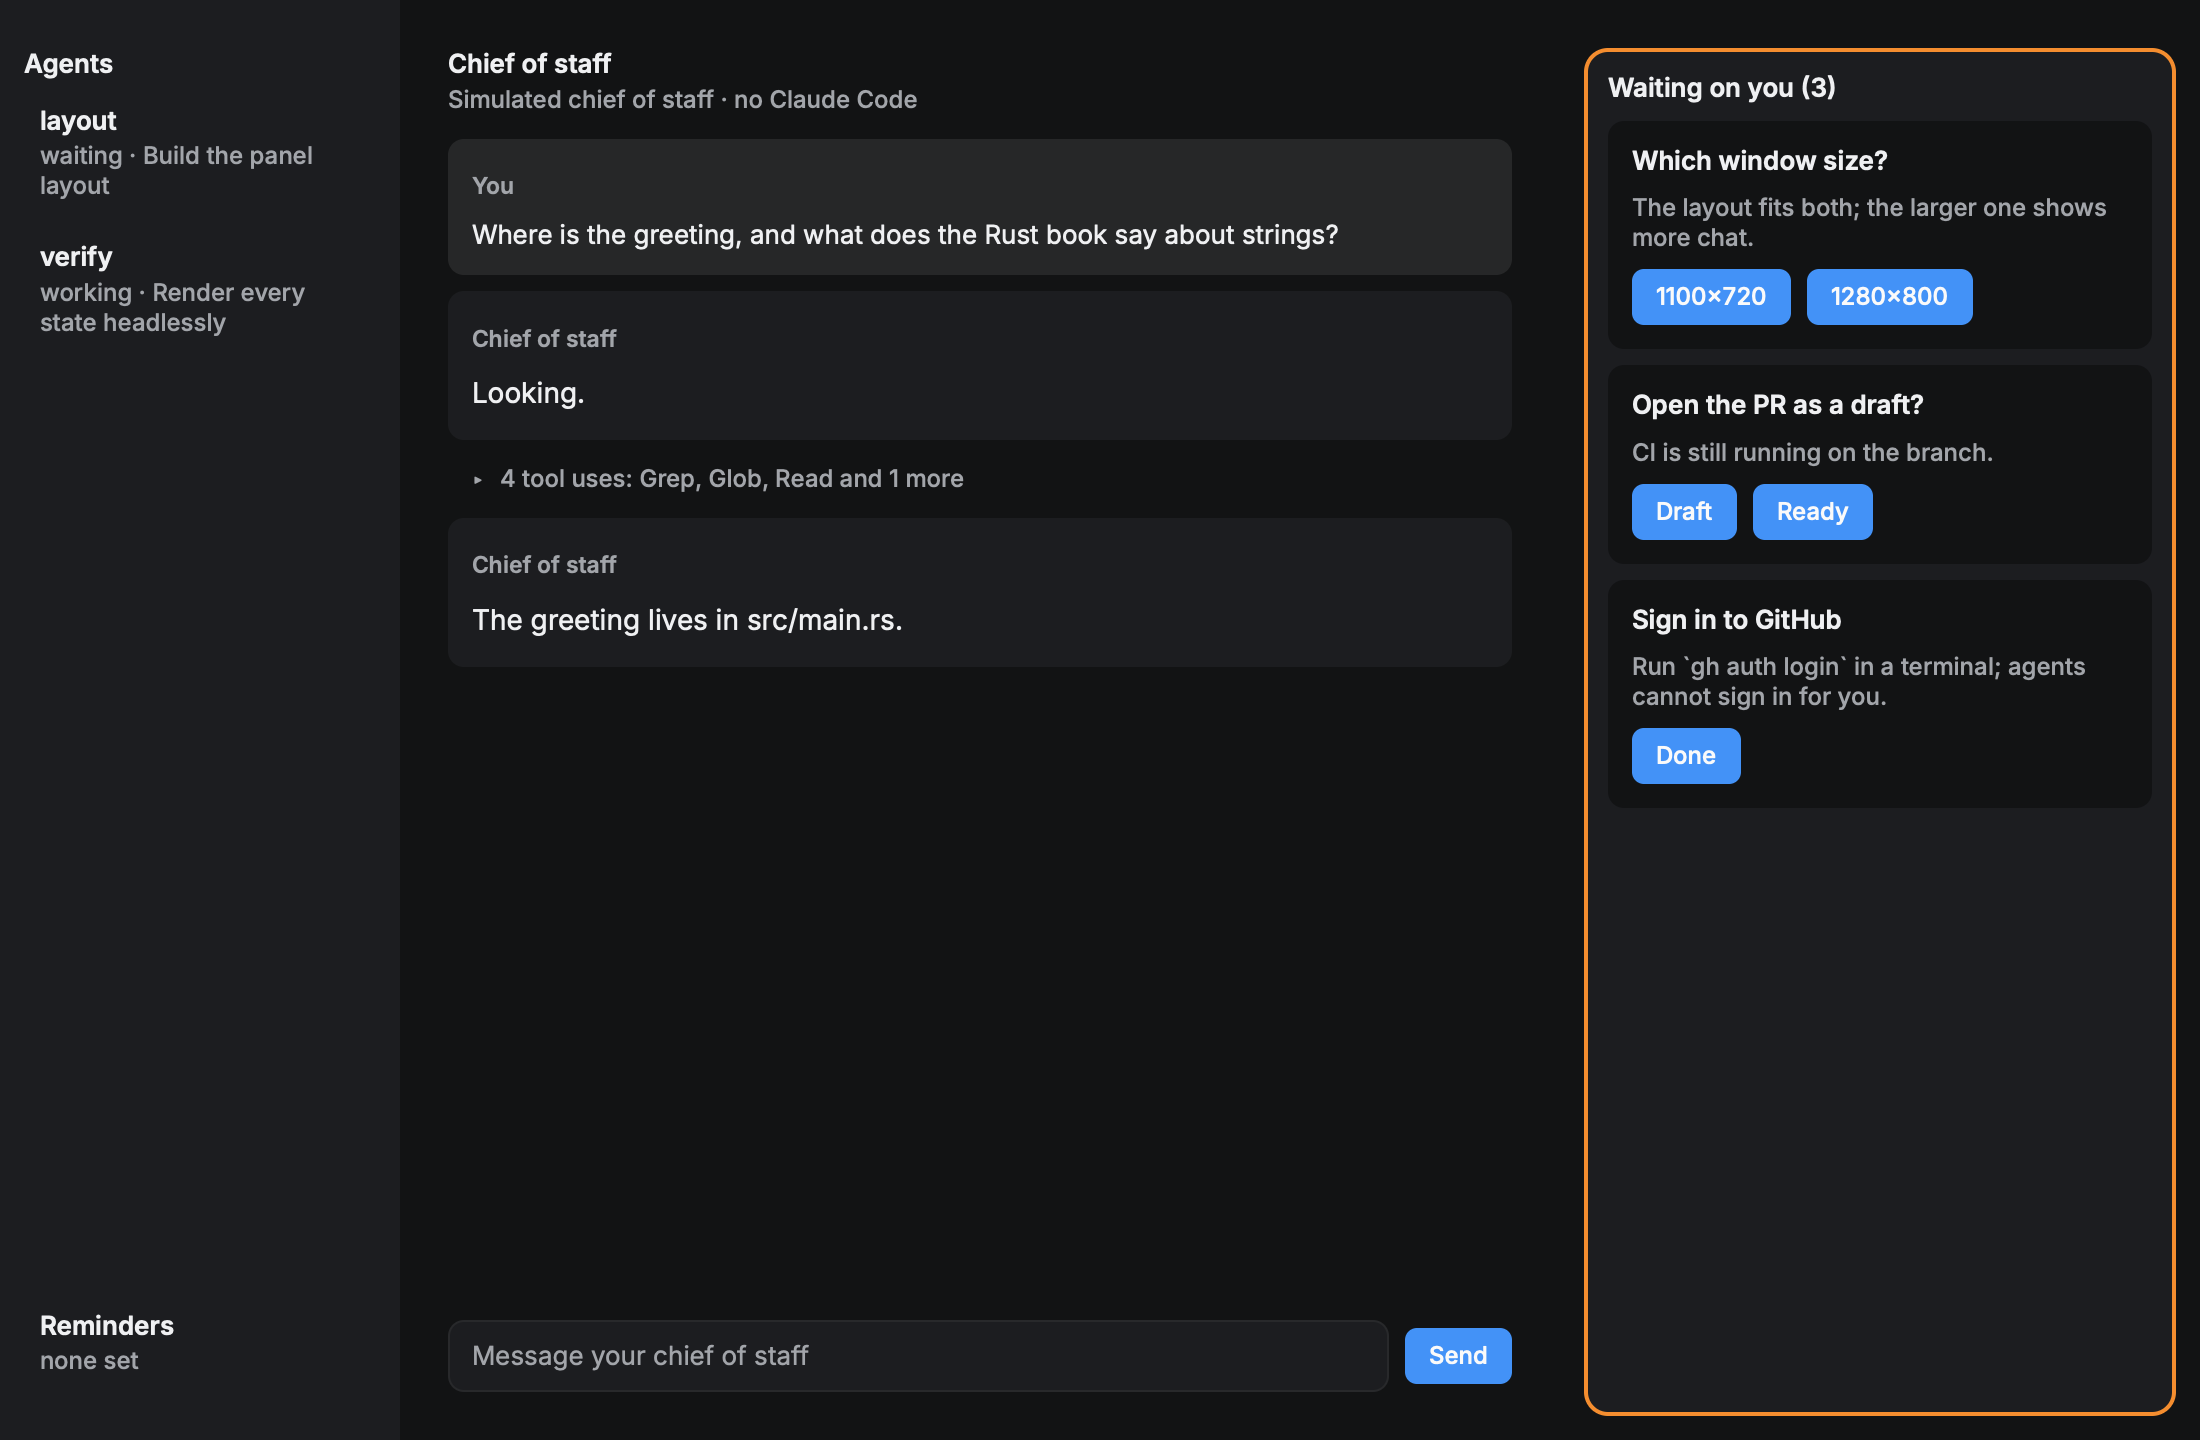 Agents
layout
waiting · Build the panel
layout
verify
working · Render every
state headlessly
Reminders
none set
Chief of staff
Simulated chief of staff · no Claude Code
You
Where is the greeting, and what does the Rust book say about strings?
Chief of staff
Looking.
▸ 4 tool uses: Grep, Glob, Read and 1 more
Chief of staff
The greeting lives in src/main.rs.
Message your chief of staff
Send
Waiting on you (3)
Which window size?
The layout fits both; the larger one shows
more chat.
1100×720 1280×800
Open the PR as a draft?
CI is still running on the branch.
Draft Ready
Sign in to GitHub
Run `gh auth login` in a terminal; agents
cannot sign in for you.
Done